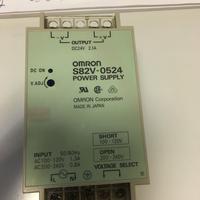 OUTPUT
DC24V 2.1A
DC ON
V.ADJ
OMRON
S82V-0524
POWER SUPPLY
OMRON Corporation
MADE IN JAPAN
SHORT
100-120V
INPUT 50/60Hz
AC100-120V 1.3A
AC200-240V 0.8A
OPEN
200-240V
VOLTAGE SELECT